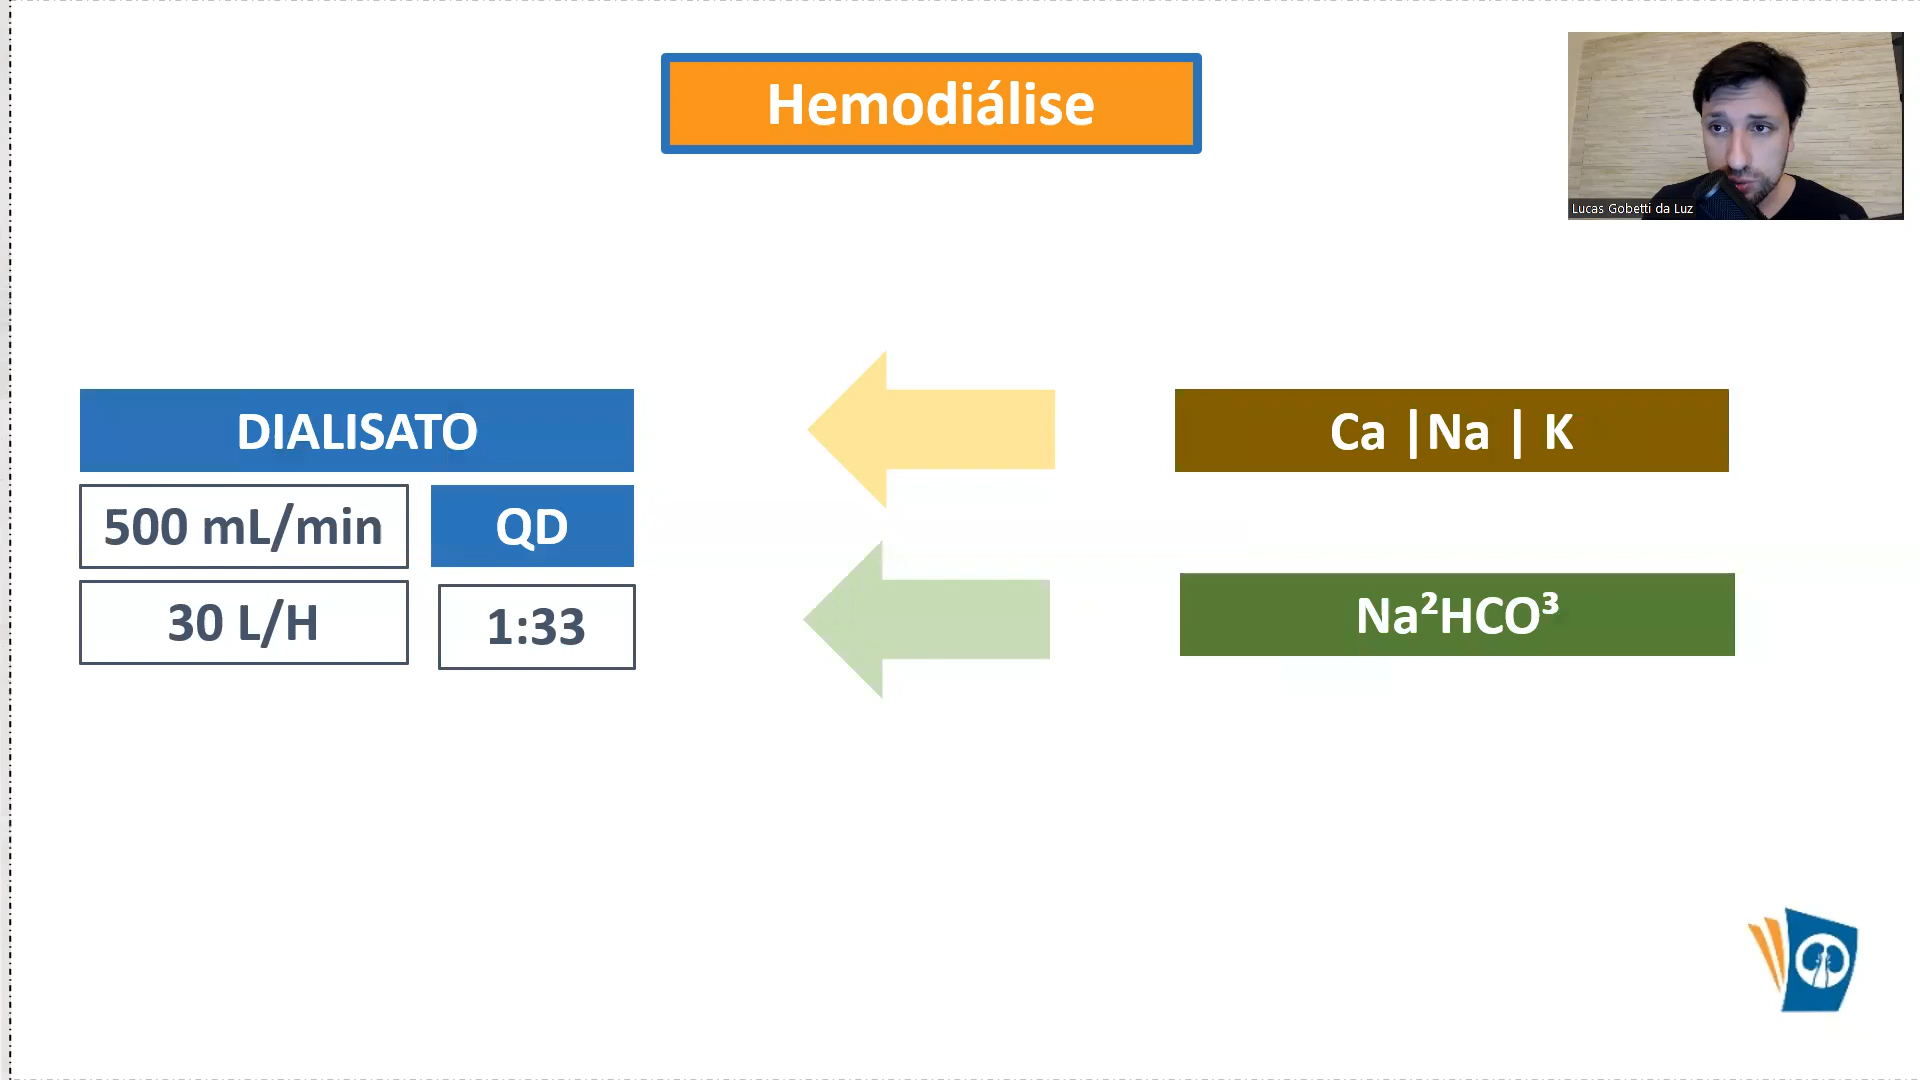 Hemodiálise
Lucas Gobetti da Luz
DIALISATO
Ca |Na | K
500 mL/min
QD
30 L/H
1:33
Na²HCO³